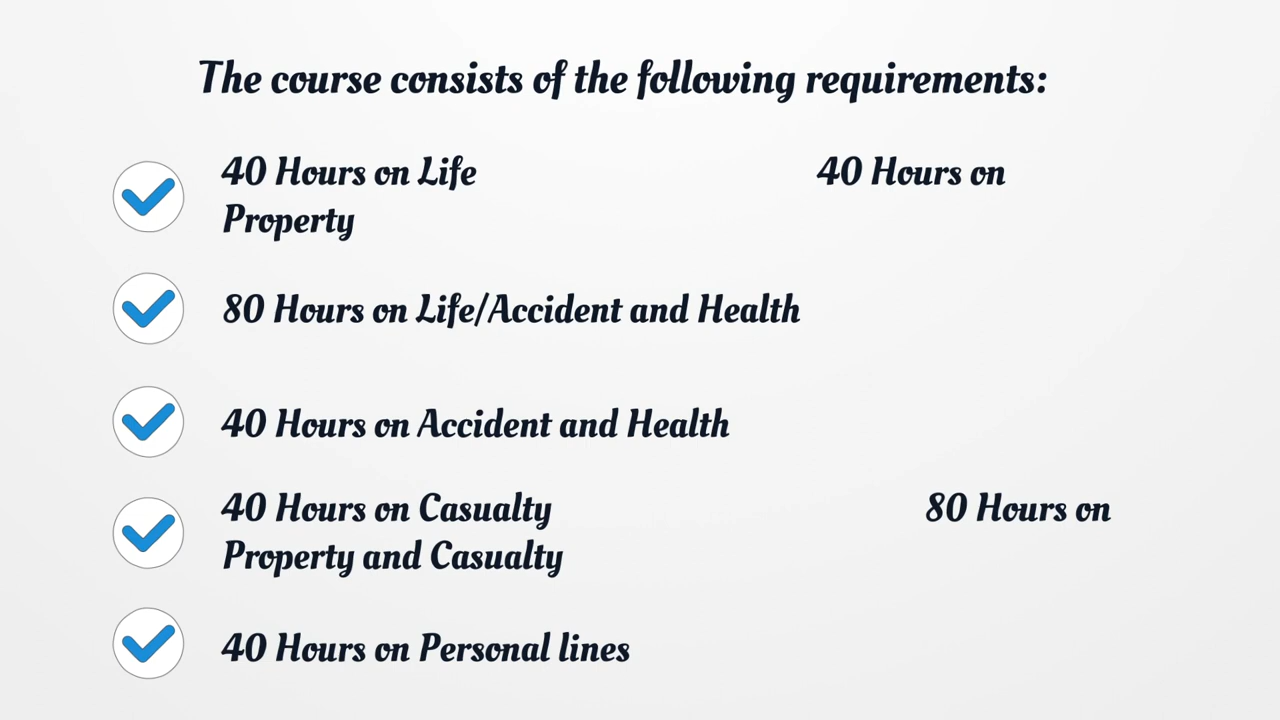 The course consists of the following requirements:
40 Hours on Life 40 Hours on
Property
80 Hours on Life/Accident and Health
40 Hours on Accident and Health
40 Hours on Casualty 80 Hours on
Property and Casualty
40 Hours on Personal lines